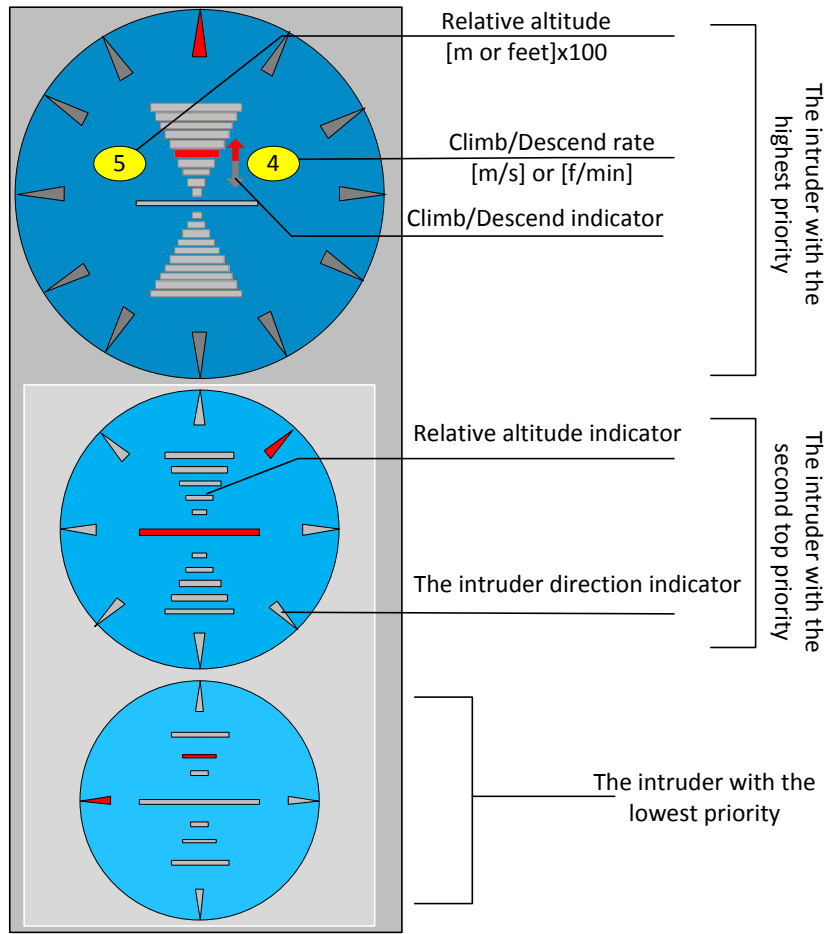 Relative altitude
[m or feet]x100
5
4
Climb/Descend rate
[m/s] or [f/min]
Climb/Descend indicator
The intruder with the
highest priority
Relative altitude indicator
The intruder direction indicator
The intruder with the
second top priority
The intruder with the
lowest priority